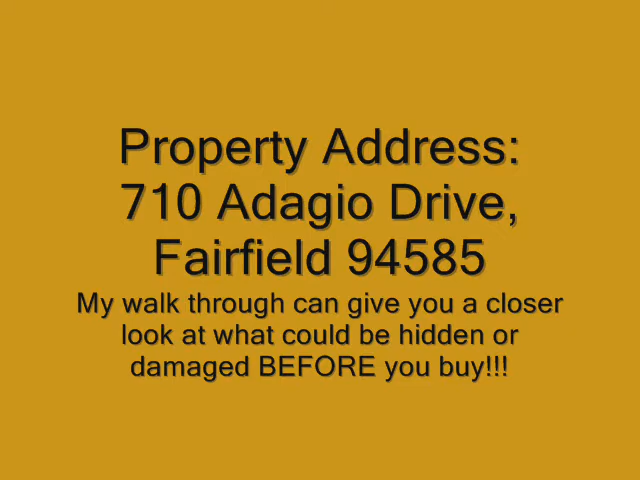 Property Address:
710 Adagio Drive,
Fairfield 94585
My walk through can give you a closer
look at what could be hidden or
damaged BEFORE you buy!!!